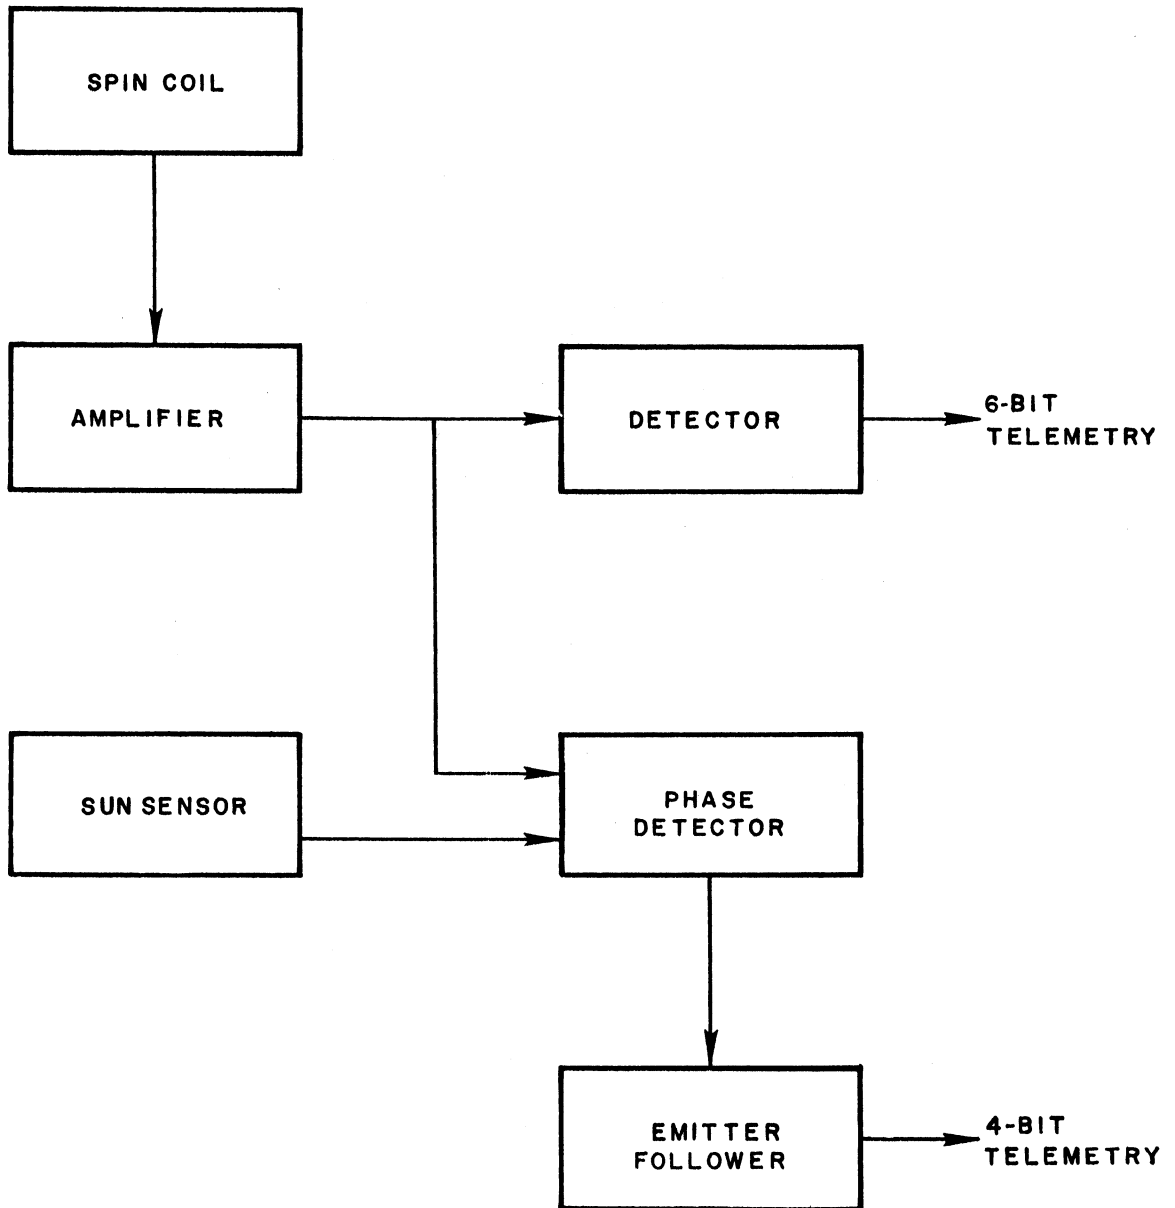 SPIN COIL
AMPLIFIER
DETECTOR
6-BIT
TELEMETRY
SUN SENSOR
PHASE
DETECTOR
EMITTER
FOLLOWER
4-BIT
TELEMETRY